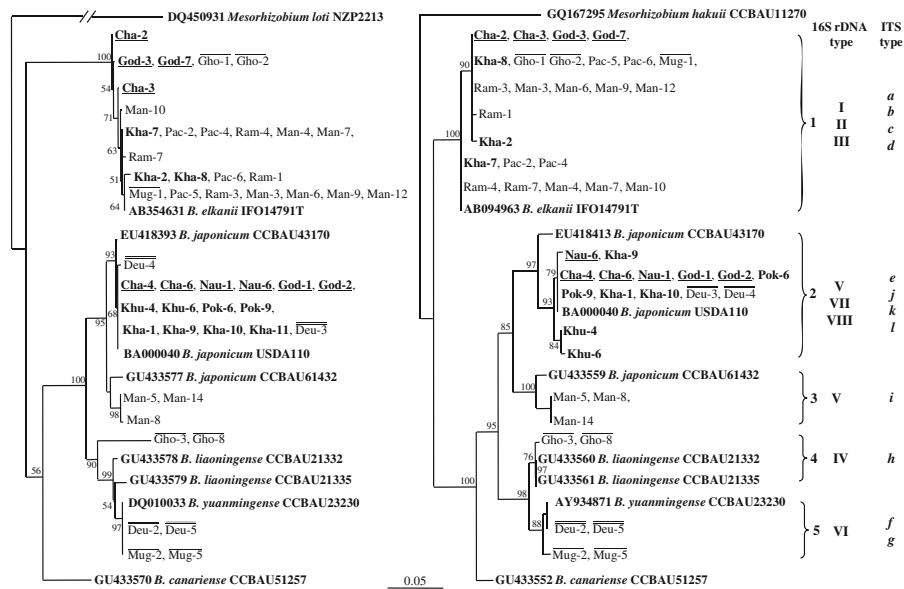 DQ450931 Mesorhizobium loti NZP2213
Cha-2
100
God-3, God-7, Gho-1, Gho-2
54
Cha-3
71
Man-10
Kha-7, Pac-2, Pac-4, Ram-4, Man-4, Man-7,
63
Ram-7
51
Kha-2, Kha-8, Pac-6, Ram-1
Mug-1, Pac-5, Ram-3, Man-3, Man-6, Man-9, Man-12
64
AB354631 B. elkanii IFO14791T
EU418393 B. japonicum CCBAU43170
93
Deu-4
Cha-4, Cha-6, Nau-1, Nau-6, God-1, God-2,
Khu-4, Khu-6, Pok-6, Pok-9,
68
95
Kha-1, Kha-9, Kha-10, Kha-11, Deu-3
BA000040 B. japonicum USDA110
GU433577 B. japonicum CCBAU61432
Man-5, Man-14
98
Man-8
Gho-3, Gho-8
90
GU433578 B. liaoningense CCBAU21332
56
99
GU433579 B. liaoningense CCBAU21335
54
DQ010033 B. yuanmingense CCBAU23230
97
Deu-2, Deu-5
Mug-2, Mug-5
GU433570 B. canariense CCBAU51257
0.05
GQ167295 Mesorhizobium hakuii CCBAU11270
Cha-2, Cha-3, God-3, God-7,
90
Kha-8, Gho-1 Gho-2, Pac-5, Pac-6, Mug-1,
Ram-3, Man-3, Man-6, Man-9, Man-12
Ram-1
100
Kha-2
Kha-7, Pac-2, Pac-4
Ram-4, Ram-7, Man-4, Man-7, Man-10
AB094963 B. elkanii IFO14791T
EU418413 B. japonicum CCBAU43170
97
Nau-6, Kha-9
79
Cha-4, Cha-6, Nau-1, God-1, God-2, Pok-6
Pok-9, Kha-1, Kha-10, Deu-3, Deu-4
93
BA000040 B. japonicum USDA110
85
Khu-4
84
Khu-6
GU433559 B. japonicum CCBAU61432
100
Man-5, Man-8,
Man-14
95
Gho-3, Gho-8
76
GU433560 B. liaoningense CCBAU21332
97
GU433561 B. liaoningense CCBAU21335
100
98
AY934871 B. yuanmingense CCBAU23230
88
Deu-2, Deu-5
Mug-2, Mug-5
GU433552 B. canariense CCBAU51257
16S rDNA type
ITS type
1
I
II
III
a
b
c
d
2
V
VII
VIII
e
j
k
l
3 V i
4 IV h
5 VI
f
g